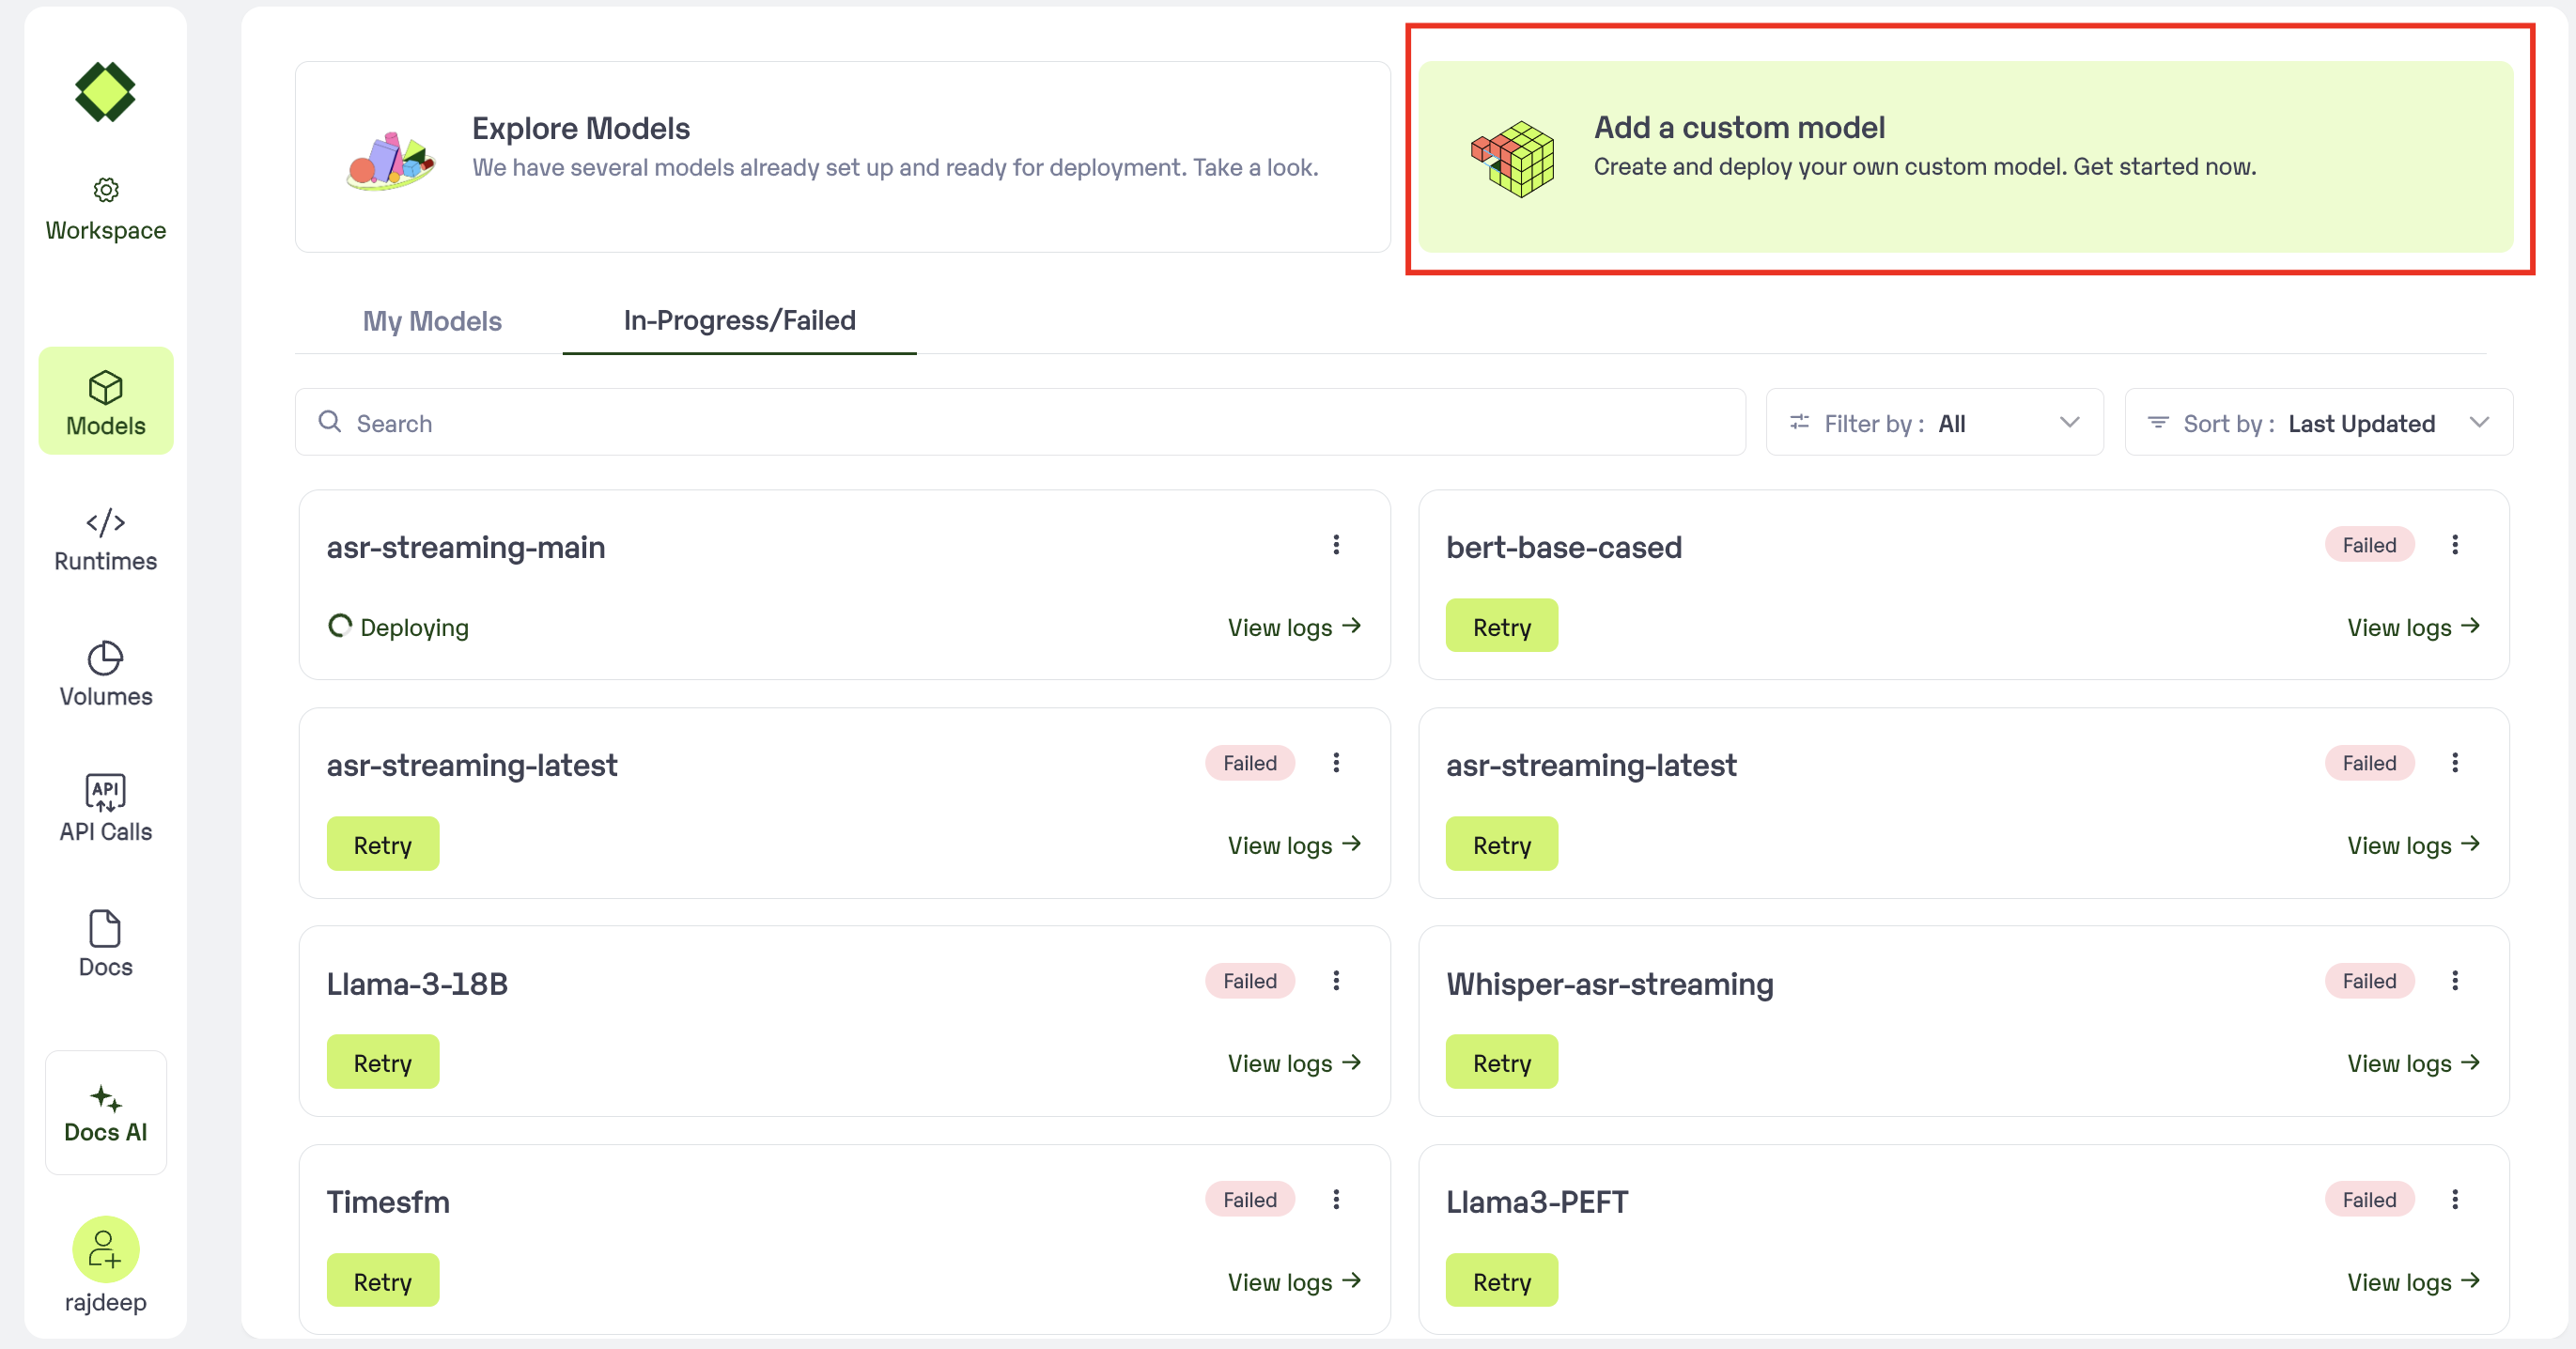 Workspace
Models
Runtimes
Volumes
API
API Calls
Docs
Docs AI
rajdeep
Explore Models
We have several models already set up and ready for deployment. Take a look.
Add a custom model
Create and deploy your own custom model. Get started now.
My Models
In-Progress/Failed
Search
Filter by : All
Sort by : Last Updated
asr-streaming-main
Deploying
View logs
bert-base-cased
Failed
Retry
View logs
asr-streaming-latest
Failed
Retry
View logs
asr-streaming-latest
Failed
Retry
View logs
Llama-3-18B
Failed
Retry
View logs
Whisper-asr-streaming
Failed
Retry
View logs
Timesfm
Failed
Retry
View logs
Llama3-PEFT
Failed
Retry
View logs